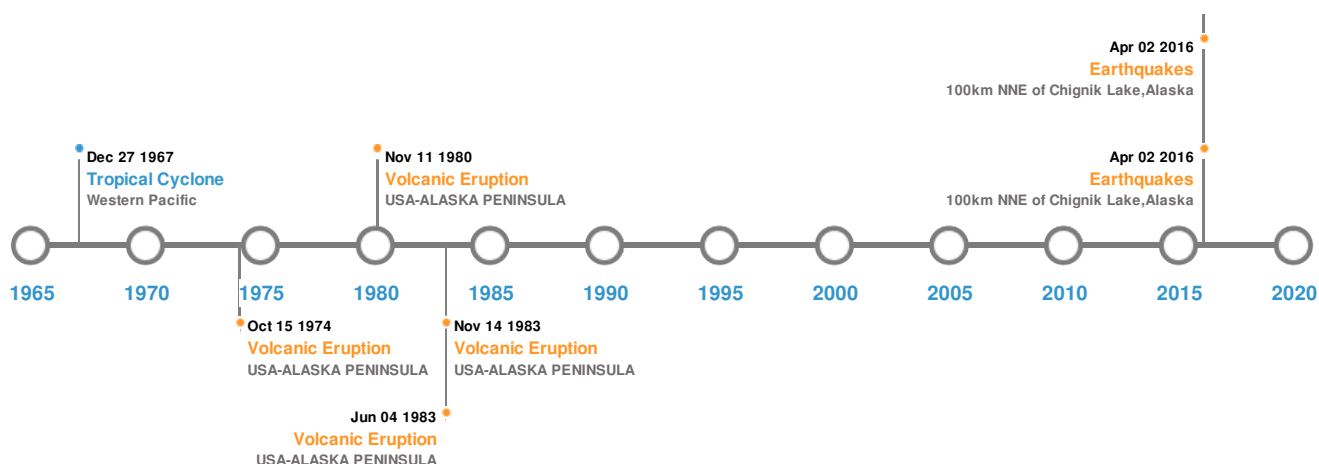 Apr 02 2016
Earthquakes
100km NNE of Chignik Lake,Alaska
Dec 27 1967
Tropical Cyclone
Western Pacific
Nov 11 1980
Volcanic Eruption
USA-ALASKA PENINSULA
Apr 02 2016
Earthquakes
100km NNE of Chignik Lake,Alaska
1965 1970 1975 1980 1985 1990 1995 2000 2005 2010 2015 2020
Oct 15 1974
Volcanic Eruption
USA-ALASKA PENINSULA
Nov 14 1983
Volcanic Eruption
USA-ALASKA PENINSULA
Jun 04 1983
Volcanic Eruption
USA-ALASKA PENINSULA